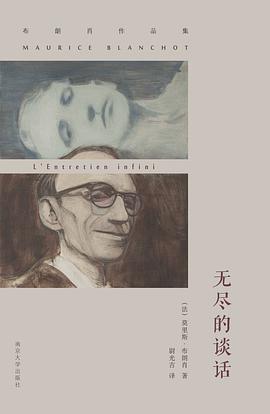 布朗肖作品集
MAURICE BLANCHOT
L'Entretien infini
无尽的谈话
（法）莫里斯·布朗肖 著
尉光吉 译
南京大学出版社